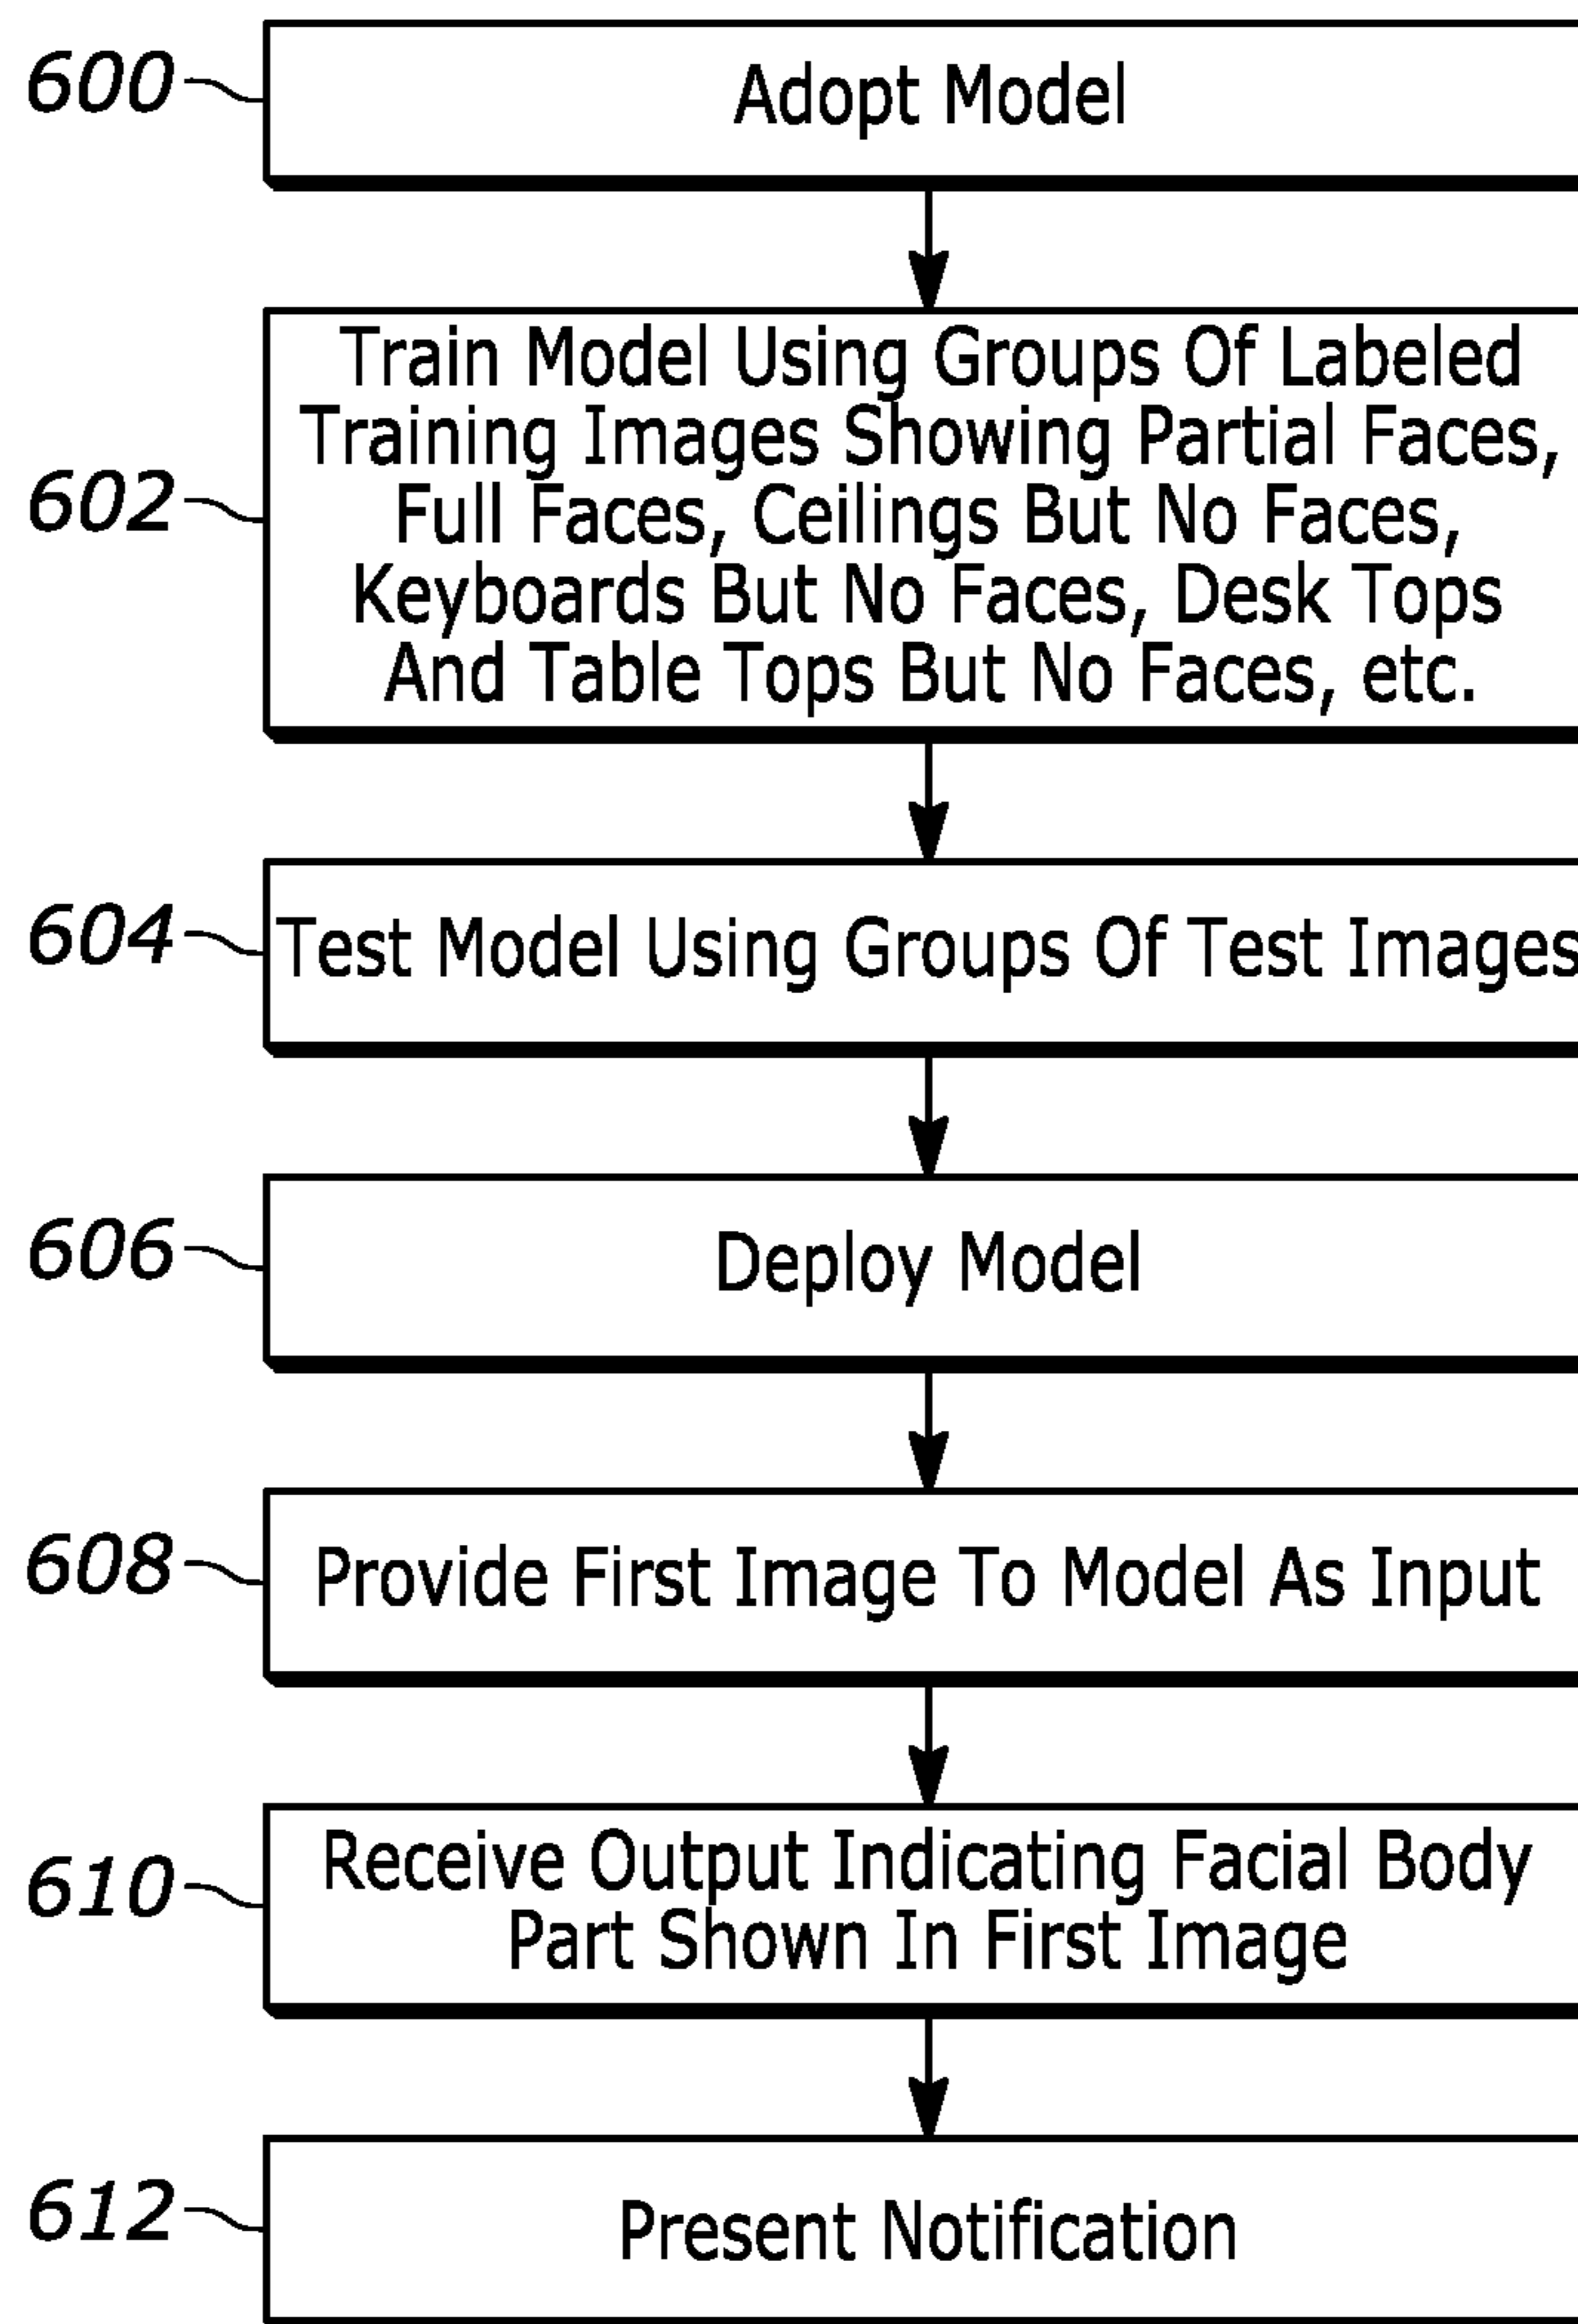 600
Adopt Model
602
Train Model Using Groups Of Labeled
Training Images Showing Partial Faces,
Full Faces, Ceilings But No Faces,
Keyboards But No Faces, Desk Tops
And Table Tops But No Faces, etc.
604
Test Model Using Groups Of Test Images
606
Deploy Model
608
Provide First Image To Model As Input
610
Receive Output Indicating Facial Body
Part Shown In First Image
612
Present Notification